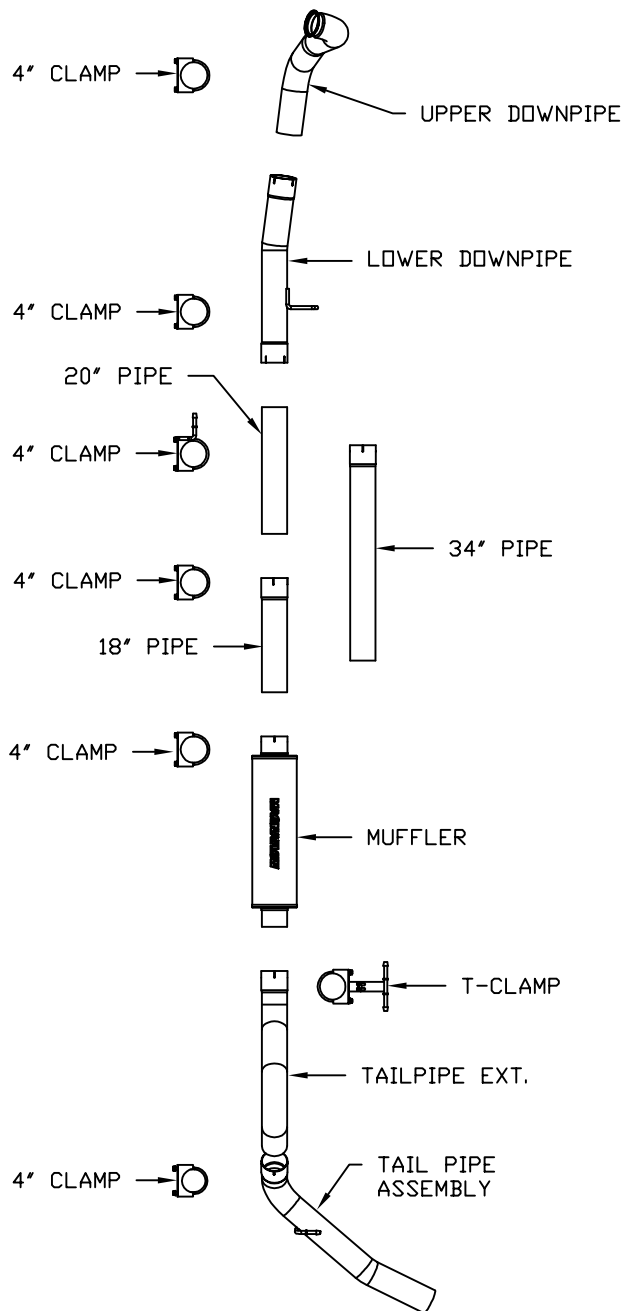 4" CLAMP
UPPER DOWNPIPE
LOWER DOWNPIPE
4" CLAMP
20" PIPE
4" CLAMP
34" PIPE
4" CLAMP
18" PIPE
4" CLAMP
MUFFLER
T-CLAMP
TAILPIPE EXT.
TAIL PIPE
ASSEMBLY
4" CLAMP